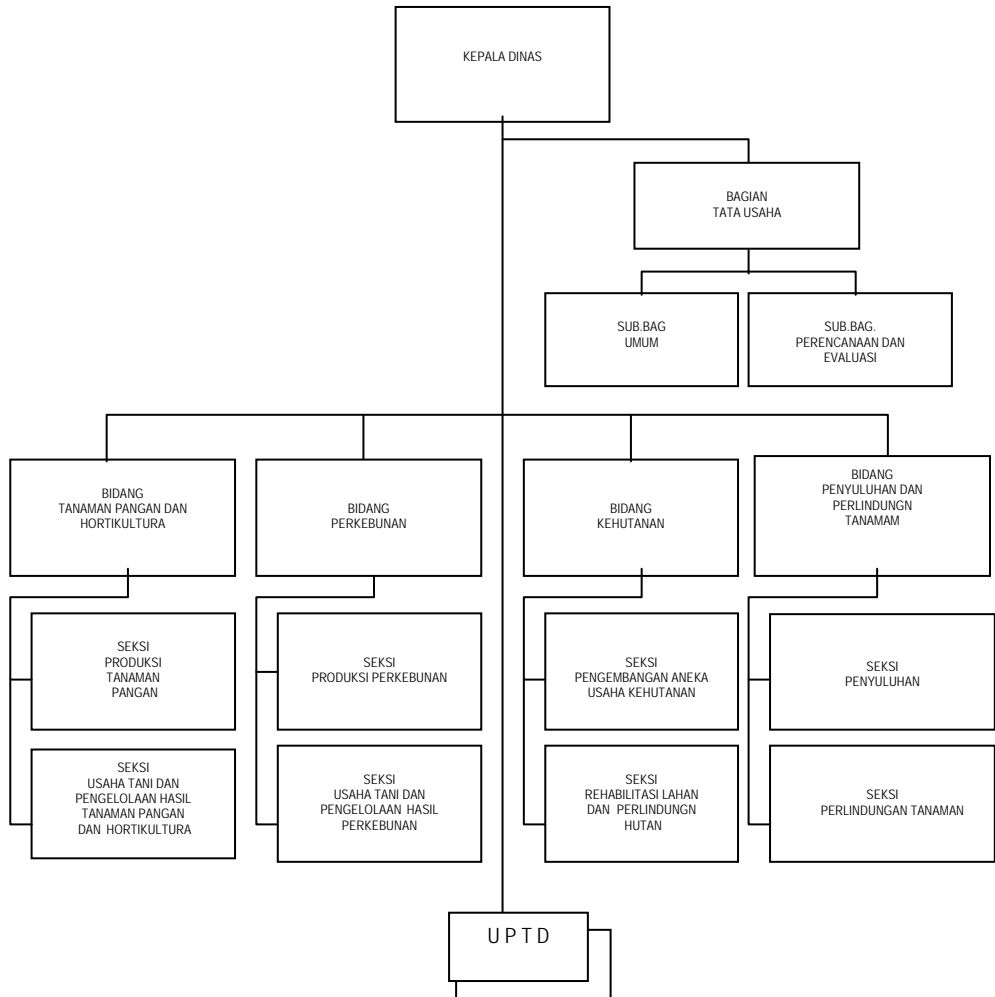 KEPALA DINAS
BAGIAN
TATA USAHA
SUB.BAG
UMUM
SUB.BAG.
PERENCANAAN DAN
EVALUASI
BIDANG
TANAMAN PANGAN DAN
HORTIKULTURA
BIDANG
PERKEBUNAN
BIDANG
KEHUTANAN
BIDANG
PENYULUHAN DAN
PERLINDUNGN
TANAMAM
SEKSI
PRODUKSI
TANAMAN
PANGAN
SEKSI
PRODUKSI PERKEBUNAN
SEKSI
PENGEMBANGAN ANEKA
USAHA KEHUTANAN
SEKSI
PENYULUHAN
SEKSI
USAHA TANI DAN
PENGELOLAAN HASIL
TANAMAN PANGAN
DAN HORTIKULTURA
SEKSI
USAHA TANI DAN
PENGELOLAAN HASIL
PERKEBUNAN
SEKSI
REHABILITASI LAHAN
DAN PERLINDUNGN
HUTAN
SEKSI
PERLINDUNGAN TANAMAN
U P T D